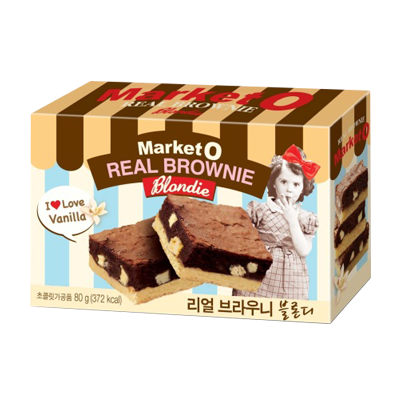 Market O
REAL BROWNIE
Blondie
Market O
REAL BROWNIE
Blondie
I ❤ Love
Vanilla
초콜릿가공품 80 g (372 kcal)
리얼 브라우니 블론디